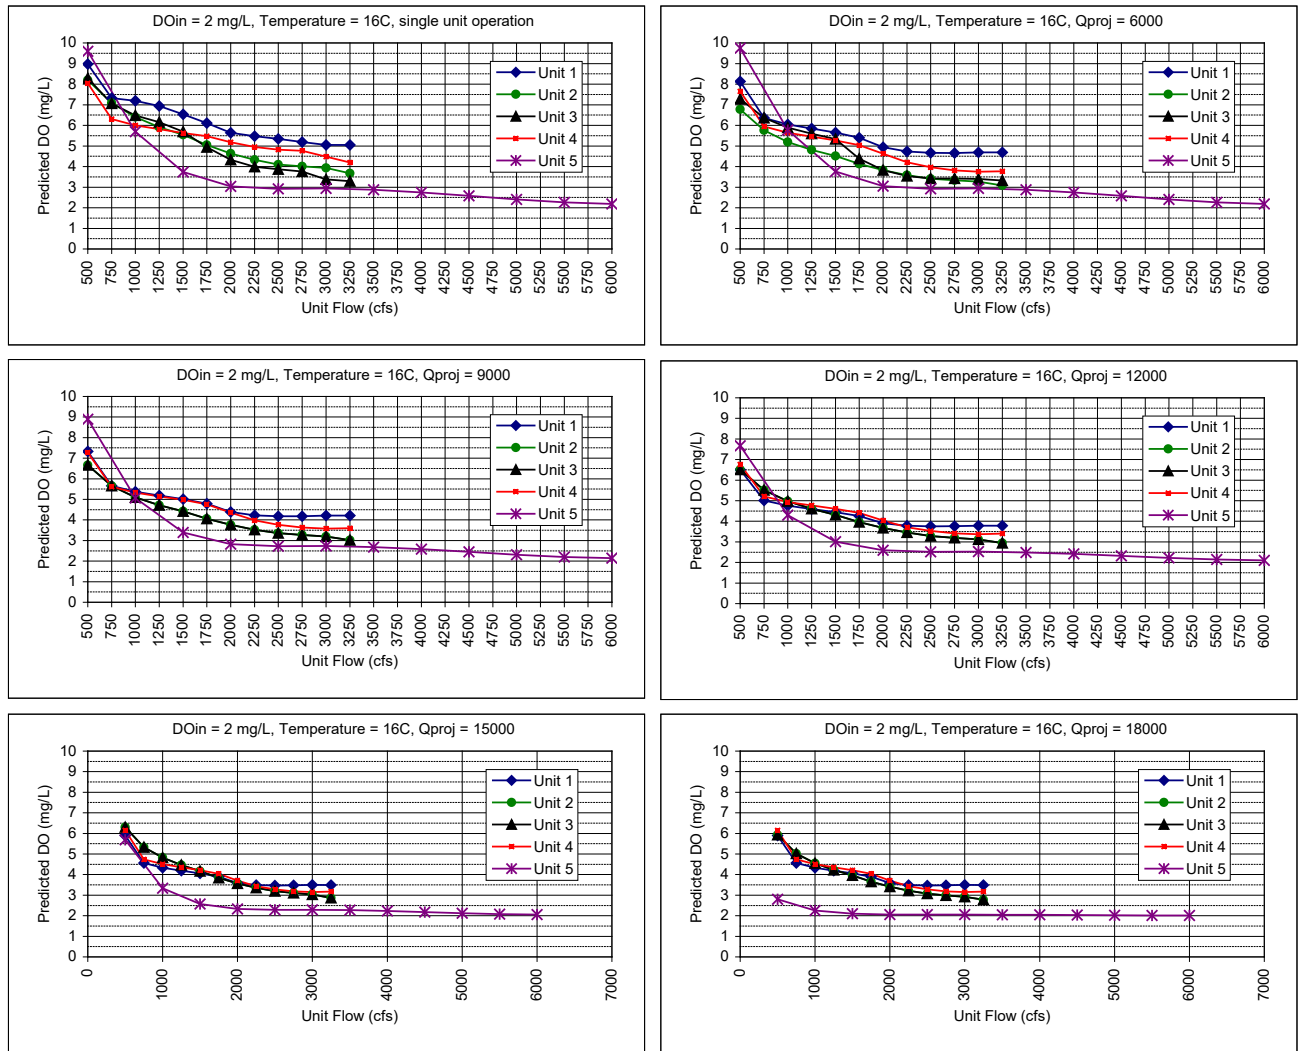 DOin = 2 mg/L, Temperature = 16C, single unit operation
Predicted DO (mg/L)
10
9
8
7
6
5
4
3
2
1
0
Unit 1
Unit 2
Unit 3
Unit 4
Unit 5
500 750 1000 1250 1500 1750 2000 2250 2500 2750 3000 3250 3500 3750 4000 4250 4500 4750 5000 5250 5500 5750 6000
Unit Flow (cfs)
DOin = 2 mg/L, Temperature = 16C, Qproj = 6000
Predicted DO (mg/L)
10
9
8
7
6
5
4
3
2
1
0
Unit 1
Unit 2
Unit 3
Unit 4
Unit 5
500 750 1000 1250 1500 1750 2000 2250 2500 2750 3000 3250 3500 3750 4000 4250 4500 4750 5000 5250 5500 5750 6000
Unit Flow (cfs)
DOin = 2 mg/L, Temperature = 16C, Qproj = 9000
Predicted DO (mg/L)
10
9
8
7
6
5
4
3
2
1
0
Unit 1
Unit 2
Unit 3
Unit 4
Unit 5
500 750 1000 1250 1500 1750 2000 2250 2500 2750 3000 3250 3500 3750 4000 4250 4500 4750 5000 5250 5500 5750 6000
Unit Flow (cfs)
DOin = 2 mg/L, Temperature = 16C, Qproj = 12000
Predicted DO (mg/L)
10
9
8
7
6
5
4
3
2
1
0
Unit 1
Unit 2
Unit 3
Unit 4
Unit 5
500 750 1000 1250 1500 1750 2000 2250 2500 2750 3000 3250 3500 3750 4000 4250 4500 4750 5000 5250 5500 5750 6000
Unit Flow (cfs)
DOin = 2 mg/L, Temperature = 16C, Qproj = 15000
Predicted DO (mg/L)
10
9
8
7
6
5
4
3
2
1
0
Unit 1
Unit 2
Unit 3
Unit 4
Unit 5
0 1000 2000 3000 4000 5000 6000 7000
Unit Flow (cfs)
DOin = 2 mg/L, Temperature = 16C, Qproj = 18000
Predicted DO (mg/L)
10
9
8
7
6
5
4
3
2
1
0
Unit 1
Unit 2
Unit 3
Unit 4
Unit 5
0 1000 2000 3000 4000 5000 6000 7000
Unit Flow (cfs)